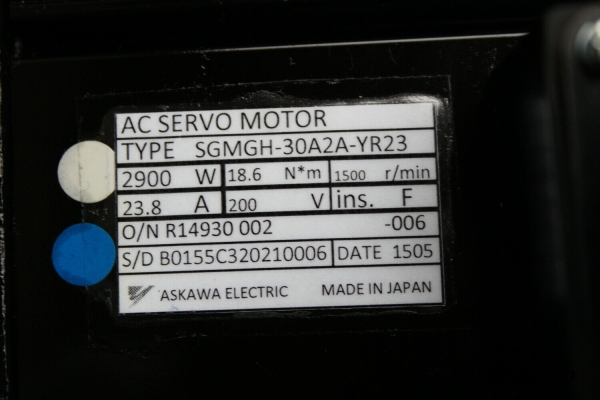 AC SERVO MOTOR
TYPE SGMGH-30A2A-YR23
2900 W 18.6 N*m 1500 r/min
23.8 A 200 V ins. F
O/N R14930 002 -006
S/D B0155C320210006 DATE 1505
ASKAWA ELECTRIC MADE IN JAPAN